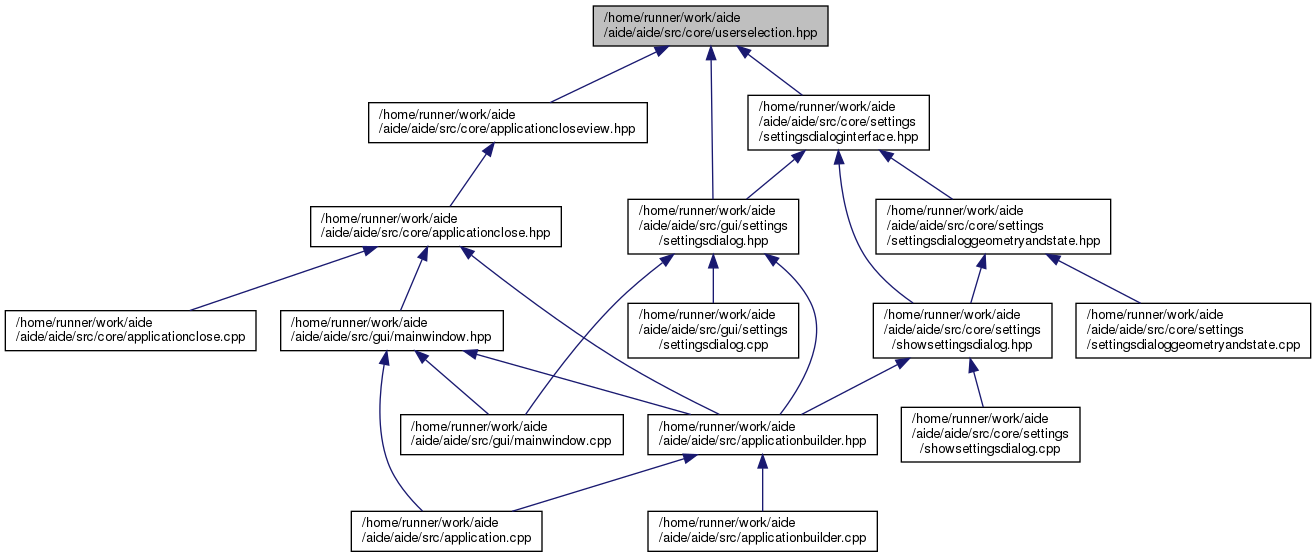 /home/runner/work/aide
/aide/aide/src/core/userselection.hpp
/home/runner/work/aide
/aide/aide/src/core/applicationcloseview.hpp
/home/runner/work/aide
/aide/aide/src/core/settings
/settingsdialoginterface.hpp
/home/runner/work/aide
/aide/aide/src/core/applicationclose.hpp
/home/runner/work/aide
/aide/aide/src/gui/settings
/settingsdialog.hpp
/home/runner/work/aide
/aide/aide/src/core/settings
/settingsdialoggeometryandstate.hpp
/home/runner/work/aide
/aide/aide/src/core/applicationclose.cpp
/home/runner/work/aide
/aide/aide/src/gui/mainwindow.hpp
/home/runner/work/aide
/aide/aide/src/gui/settings
/settingsdialog.cpp
/home/runner/work/aide
/aide/aide/src/core/settings
/showsettingsdialog.hpp
/home/runner/work/aide
/aide/aide/src/core/settings
/settingsdialoggeometryandstate.cpp
/home/runner/work/aide
/aide/aide/src/gui/mainwindow.cpp
/home/runner/work/aide
/aide/aide/src/applicationbuilder.hpp
/home/runner/work/aide
/aide/aide/src/core/settings
/showsettingsdialog.cpp
/home/runner/work/aide
/aide/aide/src/application.cpp
/home/runner/work/aide
/aide/aide/src/applicationbuilder.cpp